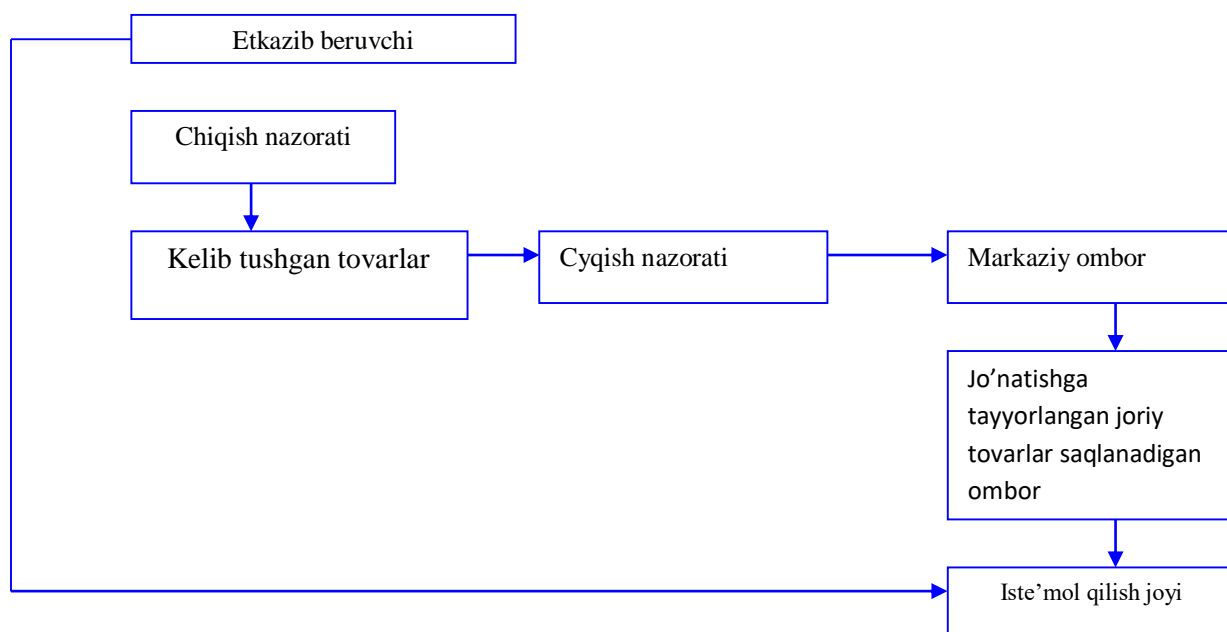 Etkazib beruvchi
Chiqish nazorati
Kelib tushgan tovarlar
Cyqish nazorati
Markaziy ombor
Jo’natishga
tayyorlangan joriy
tovarlar saqlanadigan
ombor
Iste’mol qilish joyi